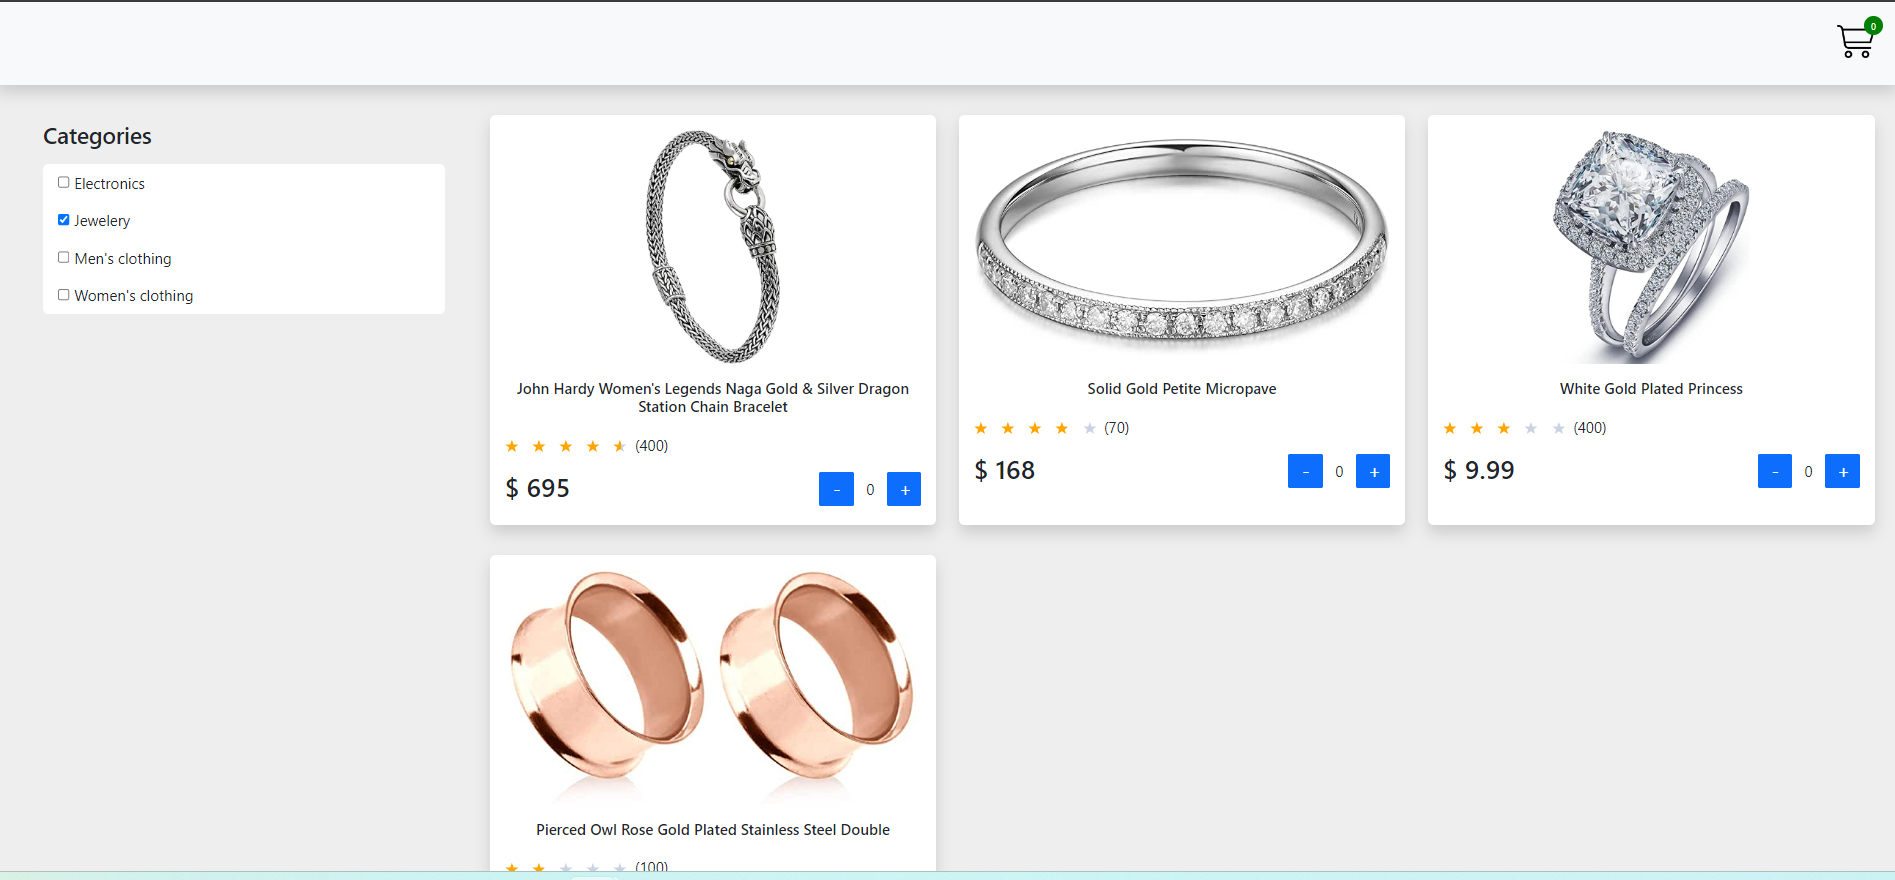 0
Categories
Electronics
Jewelery
Men's clothing
Women's clothing
John Hardy Women's Legends Naga Gold & Silver Dragon
Station Chain Bracelet
(400)
$ 695
- 0 +
Solid Gold Petite Micropave
(70)
$ 168
- 0 +
White Gold Plated Princess
(400)
$ 9.99
- 0 +
Pierced Owl Rose Gold Plated Stainless Steel Double
(100)